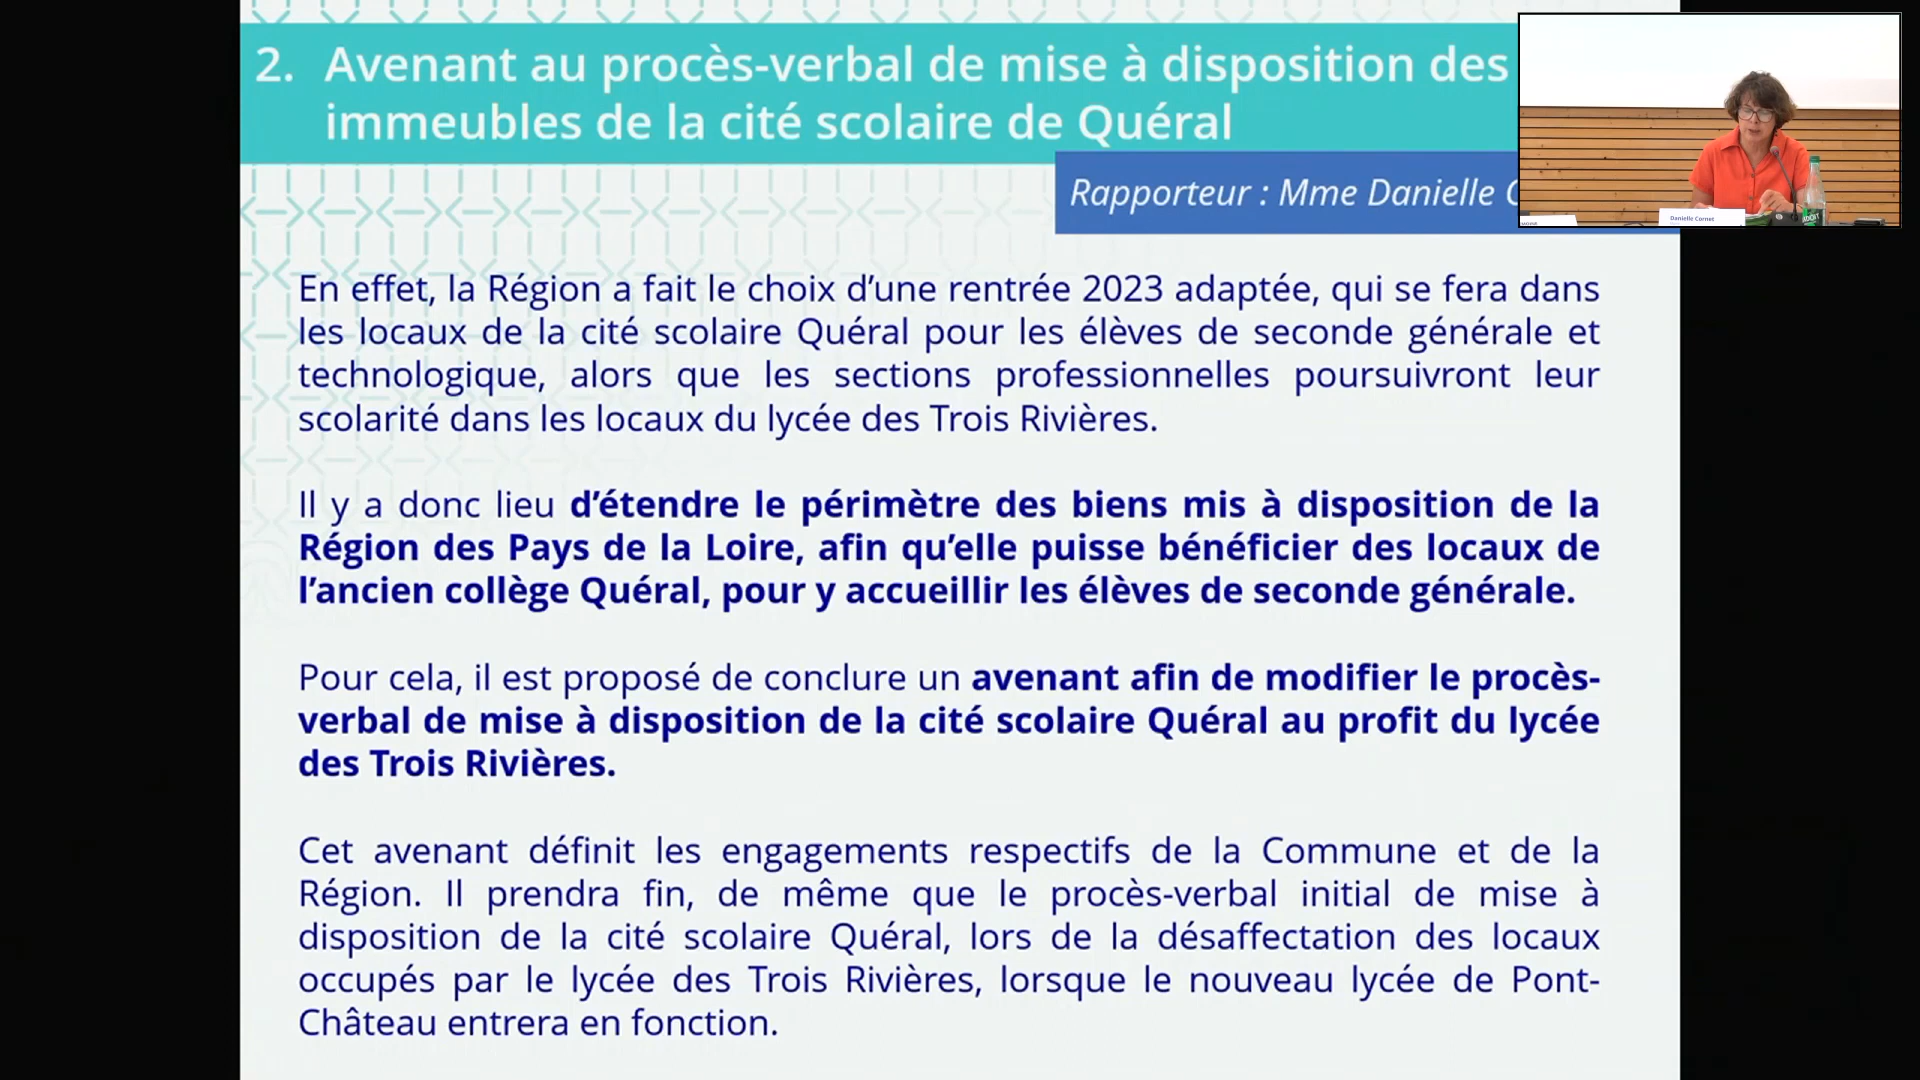 2. Avenant au procès-verbal de mise à disposition des
immeubles de la cité scolaire de Quéral
Rapporteur : Mme Danielle C
Danielle Cornet
En effet, la Région a fait le choix d’une rentrée 2023 adaptée, qui se fera dans
les locaux de la cité scolaire Quéral pour les élèves de seconde générale et
technologique, alors que les sections professionnelles poursuivront leur
scolarité dans les locaux du lycée des Trois Rivières.
Il y a donc lieu d’étendre le périmètre des biens mis à disposition de la
Région des Pays de la Loire, afin qu’elle puisse bénéficier des locaux de
l’ancien collège Quéral, pour y accueillir les élèves de seconde générale.
Pour cela, il est proposé de conclure un avenant afin de modifier le procès-
verbal de mise à disposition de la cité scolaire Quéral au profit du lycée
des Trois Rivières.
Cet avenant définit les engagements respectifs de la Commune et de la
Région. Il prendra fin, de même que le procès-verbal initial de mise à
disposition de la cité scolaire Quéral, lors de la désaffectation des locaux
occupés par le lycée des Trois Rivières, lorsque le nouveau lycée de Pont-
Château entrera en fonction.